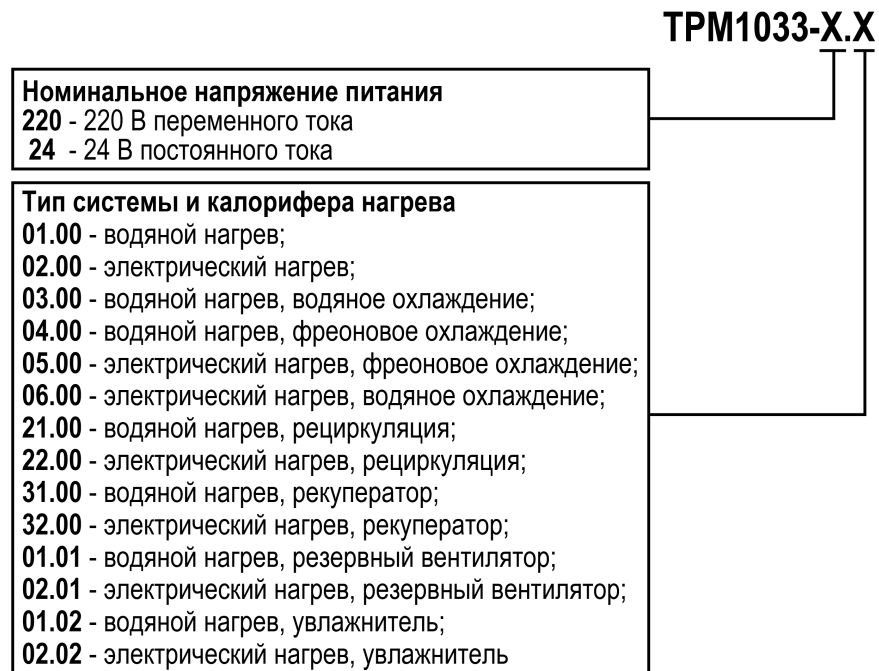 ТРМ1033-Х.Х
Номинальное напряжение питания
220 - 220 В переменного тока
24 - 24 В постоянного тока
Тип системы и калорифера нагрева
01.00 - водяной нагрев;
02.00 - электрический нагрев;
03.00 - водяной нагрев, водяное охлаждение;
04.00 - водяной нагрев, фреоновое охлаждение;
05.00 - электрический нагрев, фреоновое охлаждение;
06.00 - электрический нагрев, водяное охлаждение;
21.00 - водяной нагрев, рециркуляция;
22.00 - электрический нагрев, рециркуляция;
31.00 - водяной нагрев, рекуператор;
32.00 - электрический нагрев, рекуператор;
01.01 - водяной нагрев, резервный вентилятор;
02.01 - электрический нагрев, резервный вентилятор;
01.02 - водяной нагрев, увлажнитель;
02.02 - электрический нагрев, увлажнитель